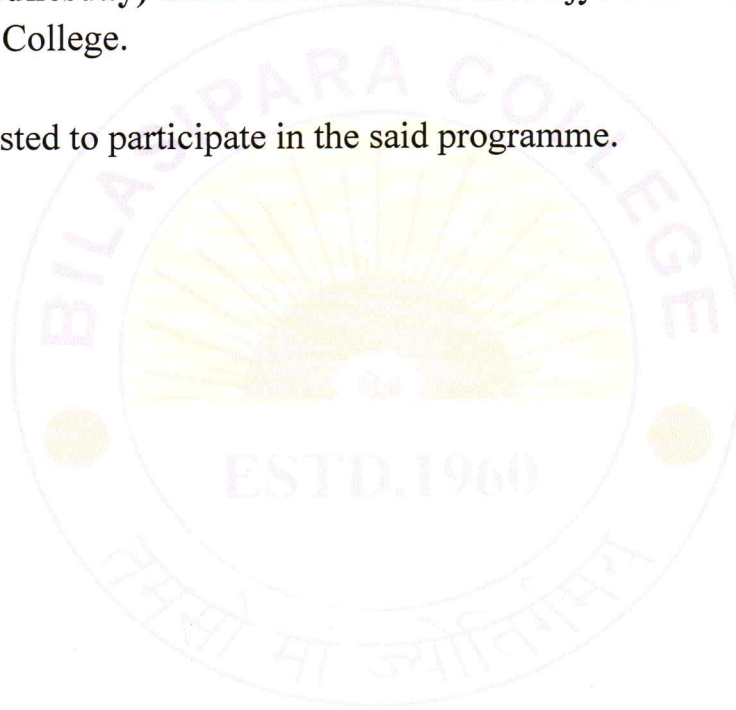 College.
sted to participate in the said programme.
BILASIPARA COLLEGE
ESTD.1960
तमसो मा ज्योतिर्गमय